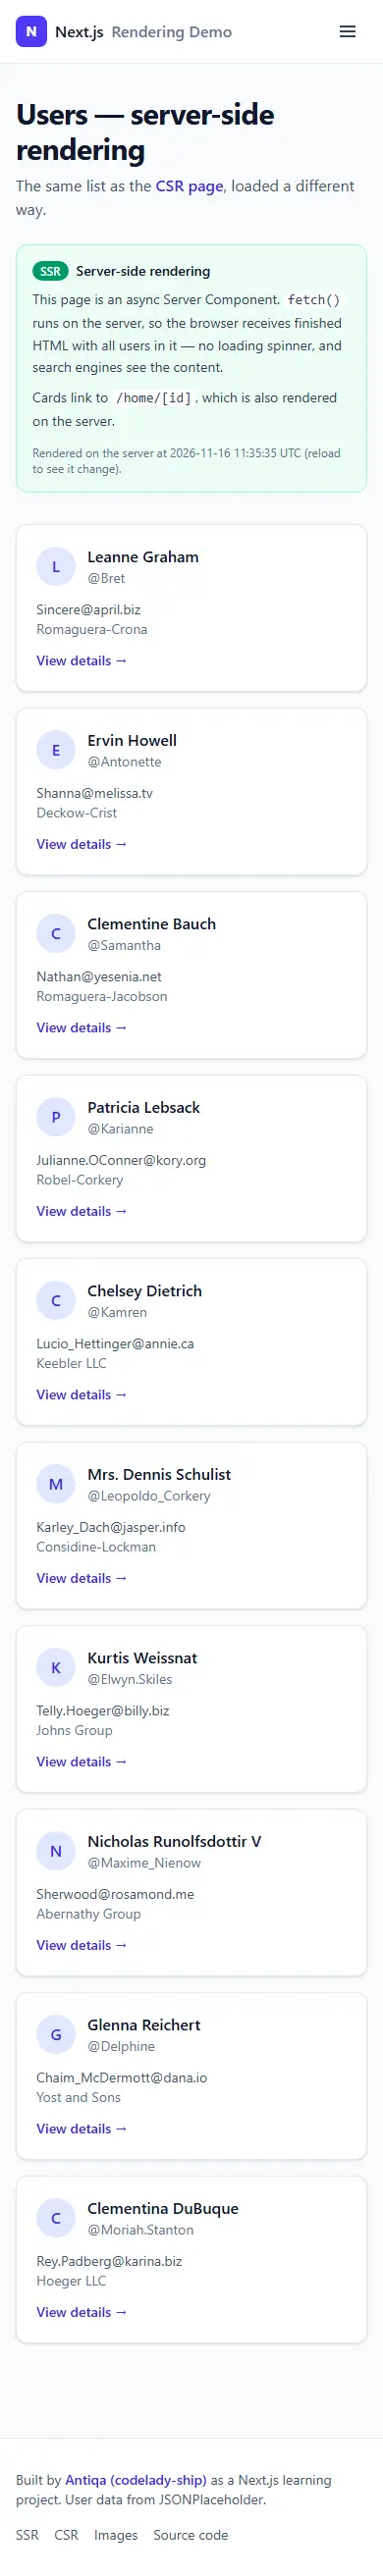 N Next.js Rendering Demo
Users — server-side
rendering
The same list as the CSR page, loaded a different
way.
SSR Server-side rendering
This page is an async Server Component. fetch()
runs on the server, so the browser receives finished
HTML with all users in it — no loading spinner, and
search engines see the content.
Cards link to /home/[id], which is also rendered
on the server.
Rendered on the server at 2026-11-16 11:35:35 UTC (reload
to see it change).
L
Leanne Graham
@Bret
Sincere@april.biz
Romaguera-Crona
View details →
E
Ervin Howell
@Antonette
Shanna@melissa.tv
Deckow-Crist
View details →
C
Clementine Bauch
@Samantha
Nathan@yesenia.net
Romaguera-Jacobson
View details →
P
Patricia Lebsack
@Karianne
Julianne.OConner@kory.org
Robel-Corkery
View details →
C
Chelsey Dietrich
@Kamren
Lucio_Hettinger@annie.ca
Keebler LLC
View details →
M
Mrs. Dennis Schulist
@Leopoldo_Corkery
Karley_Dach@jasper.info
Considine-Lockman
View details →
K
Kurtis Weissnat
@Elwyn.Skiles
Telly.Hoeger@billy.biz
Johns Group
View details →
N
Nicholas Runolfsdottir V
@Maxime_Nienow
Sherwood@rosamond.me
Abernathy Group
View details →
G
Glenna Reichert
@Delphine
Chaim_McDermott@dana.io
Yost and Sons
View details →
C
Clementina DuBuque
@Moriah.Stanton
Rey.Padberg@karina.biz
Hoeger LLC
View details →
Built by Antiqa (codelady-ship) as a Next.js learning
project. User data from JSONPlaceholder.
SSR CSR Images Source code